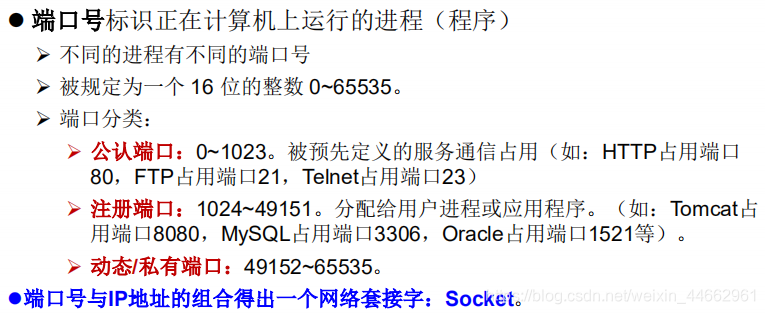 ● 端口号标识正在计算机上运行的进程（程序）
➢ 不同的进程有不同的端口号
➢ 被规定为一个 16 位的整数 0~65535。
➢ 端口分类：
➢ 公认端口：0~1023。被预先定义的服务通信占用（如：HTTP占用端口
80，FTP占用端口21，Telnet占用端口23）
➢ 注册端口：1024~49151。分配给用户进程或应用程序。（如：Tomcat占
用端口8080，MySQL占用端口3306，Oracle占用端口1521等）。
➢ 动态/私有端口：49152~65535。
●端口号与IP地址的组合得出一个网络套接字：Socket。
https://blog.csdn.net/weixin_44662961